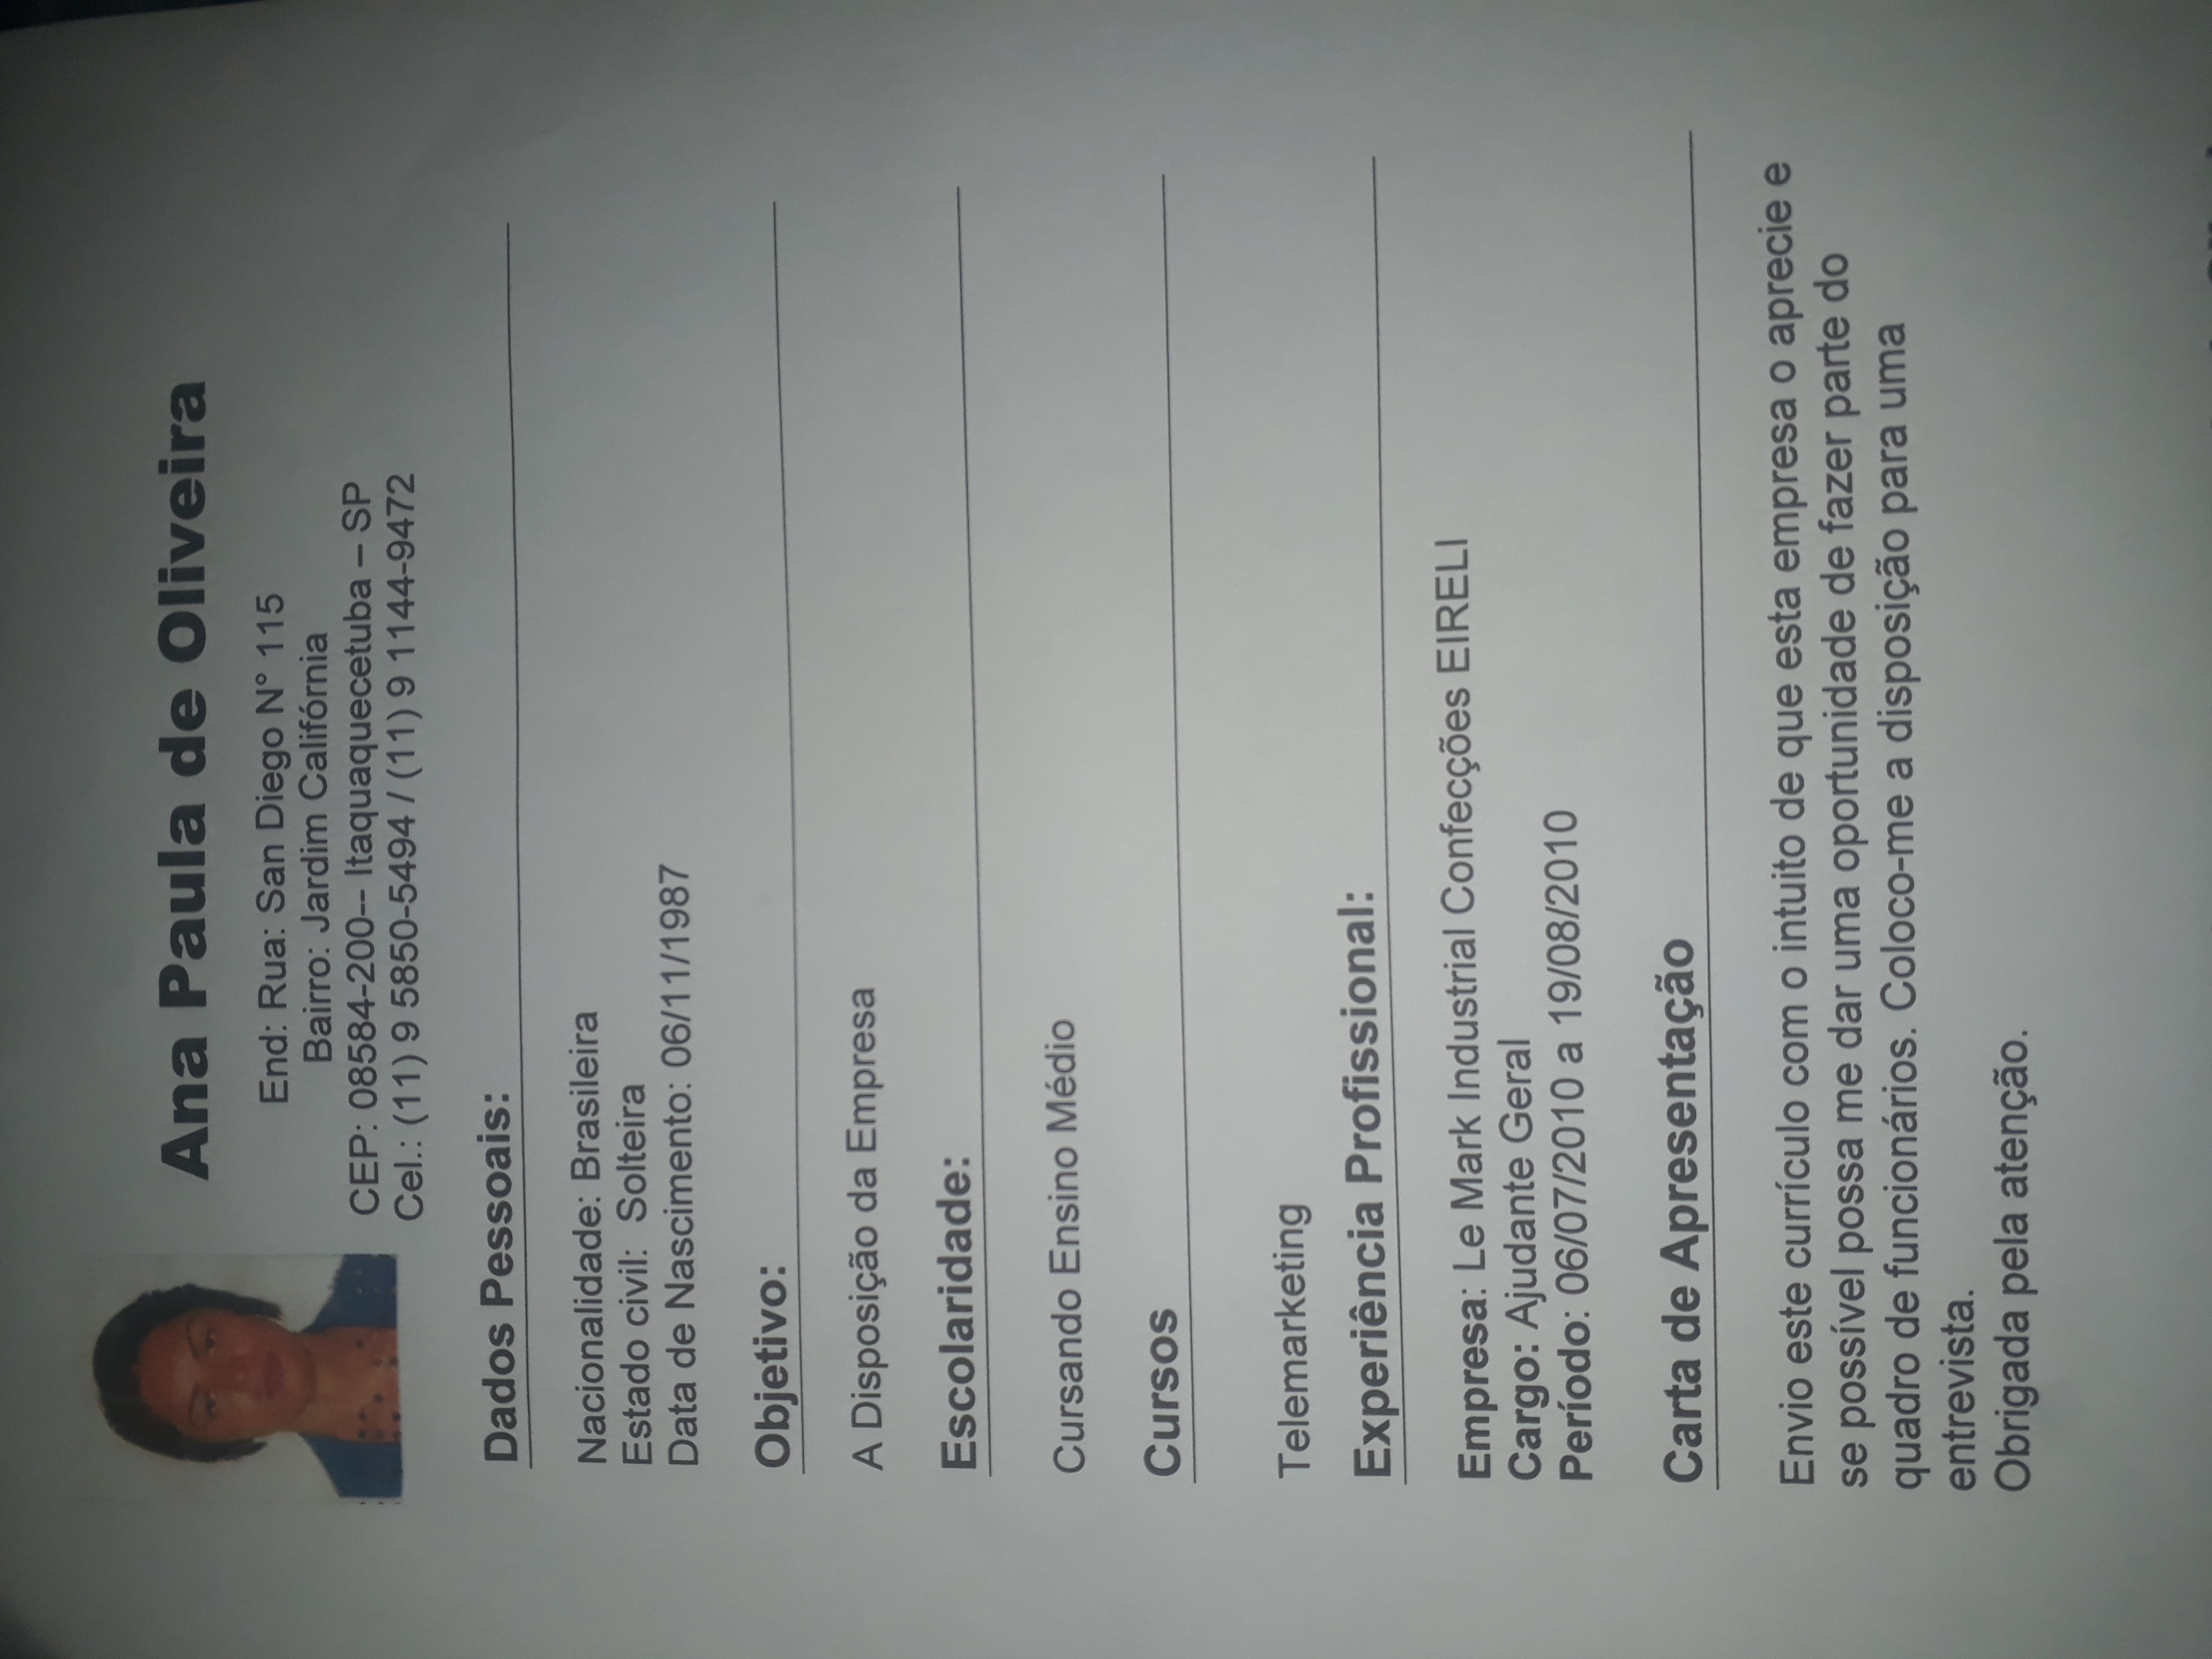 Ana Paula de Oliveira
End: Rua: San Diego N° 115
Bairro: Jardim Califórnia
CEP: 08584-200-- Itaquaquecetuba – SP
Cel.: (11) 9 5850-5494 / (11) 9 1144-9472
Dados Pessoais:
Nacionalidade: Brasileira
Estado civil:  Solteira
Data de Nascimento: 06/11/1987
Objetivo:
A Disposição da Empresa
Escolaridade:
Cursando Ensino Médio
Cursos
Telemarketing
Experiência Profissional:
Empresa: Le Mark Industrial Confecções EIRELI
Cargo: Ajudante Geral
Período: 06/07/2010 a 19/08/2010
Carta de Apresentação
Envio este currículo com o intuito de que esta empresa o aprecie e
se possível possa me dar uma oportunidade de fazer parte do
quadro de funcionários. Coloco-me a disposição para uma
entrevista.
Obrigada pela atenção.